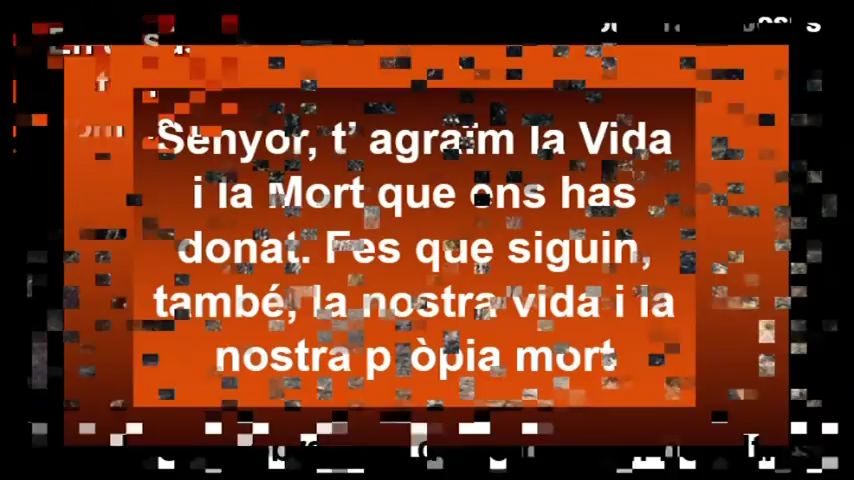 Senyor, t’ agraïm la Vida
i la Mort que ens has
donat. Fes que siguin,
també, la nostra vida i la
nostra pròpia mort